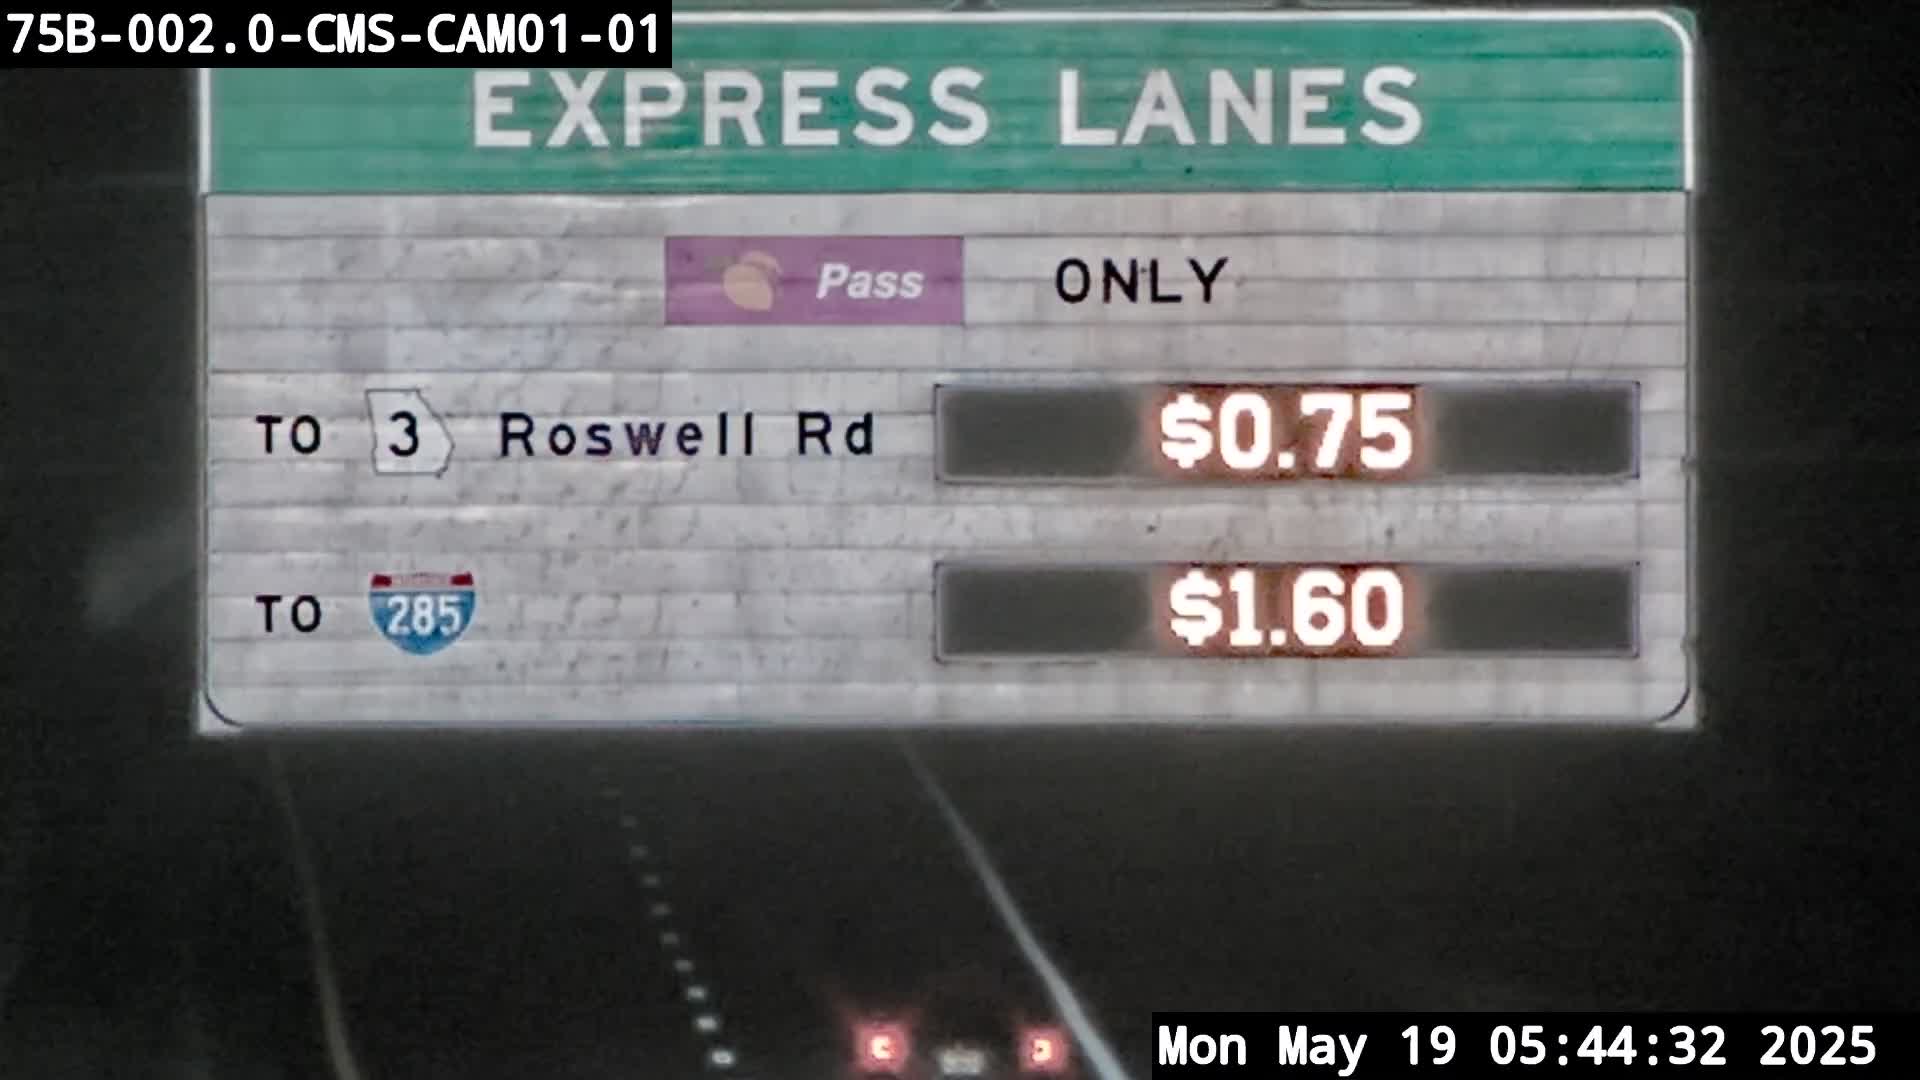 75B-002.0-CMS-CAM01-01
EXPRESS LANES
Pass ONLY
TO 3 Roswell Rd $0.75
TO 285 $1.60
Mon May 19 05:44:32 2025